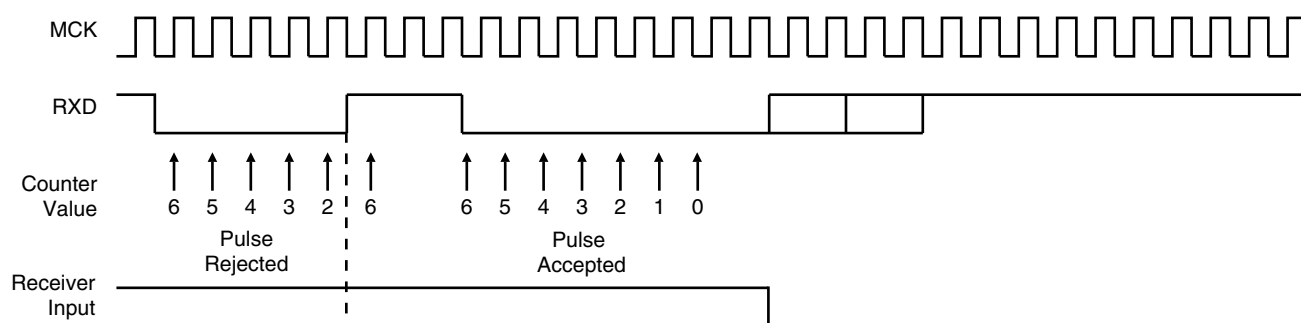 MCK
RXD
Counter
Value
6 5 4 3 2 6 6 5 4 3 2 1 0
Pulse
Rejected
Pulse
Accepted
Receiver
Input